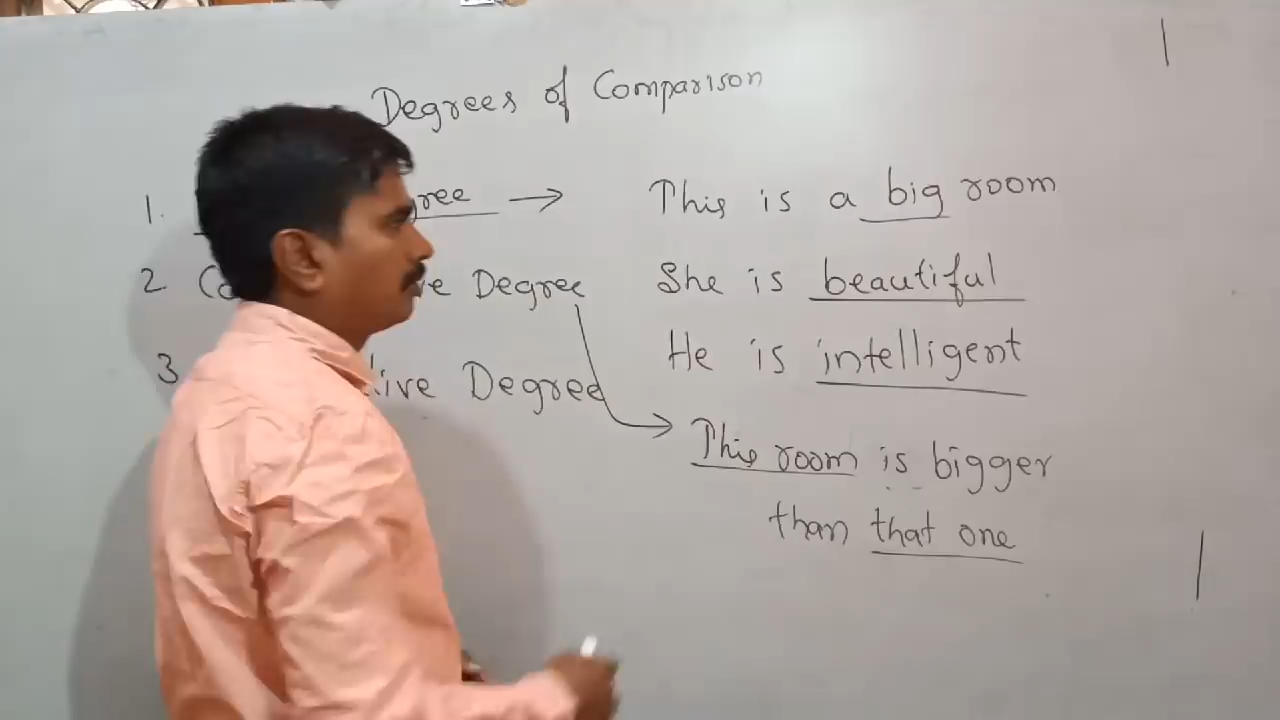 Degrees of Comparison
1. ree → This is a big room
2 Degree She is beautiful
He is intelligent
3 tive Degree
This room is bigger
than that one